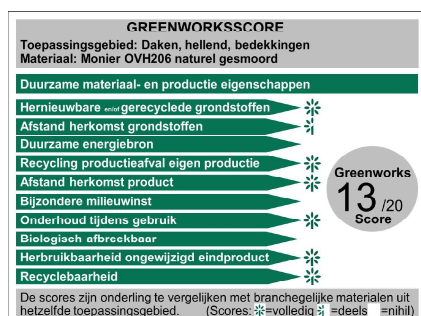 GREENWORKSSCORE
Toepassingsgebied: Daken, hellend, bedekkingen
Materiaal: Monier OVH206 naturel gesmoord
Duurzame materiaal- en productie eigenschappen
Hernieuwbare en/of gerecyclede grondstoffen
Afstand herkomst grondstoffen
Duurzame energiebron
Recycling productieafval eigen productie
Afstand herkomst product
Bijzondere milieuwinst
Onderhoud tijdens gebruik
Biologisch afbreekbaar
Herbruikbaarheid ongewijzigd eindproduct
Recyclebaarheid
Greenworks
13 /20
Score
De scores zijn onderling te vergelijken met branchegelijke materialen uit
hetzelfde toepassingsgebied. (Scores: =volledig =deels =nihil)